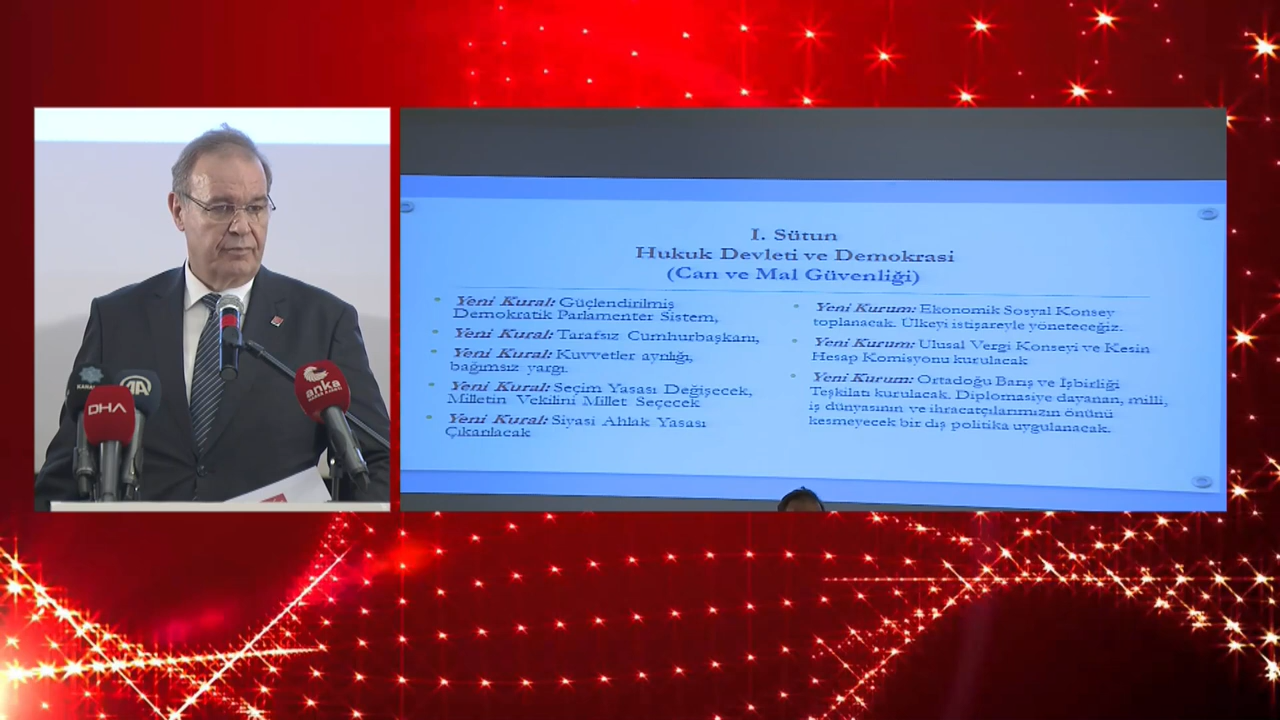 I. Sütun
Hukuk Devleti ve Demokrasi
(Can ve Mal Güvenliği)
Yeni Kural: Güçlendirilmiş
Demokratik Parlamenter Sistem,
Yeni Kural: Tarafsız Cumhurbaşkanı,
Yeni Kural: Kuvvetler ayrılığı,
bağımsız yargı.
Yeni Kural: Seçim Yasası Değişecek,
Milletin Vekilini Millet Seçecek
Yeni Kural: Siyasi Ahlak Yasası
Çıkarılacak
Yeni Kurum: Ekonomik Sosyal Konsey
toplanacak. Ülkeyi istişareyle yöneteceğiz.
Yeni Kurum: Ulusal Vergi Konseyi ve Kesin
Hesap Komisyonu kurulacak
Yeni Kurum: Ortadoğu Barış ve İşbirliği
Teşkilatı kurulacak. Diplomasiye dayanan, milli,
iş dünyasının ve ihracatçılarımızın önünü
kesmeyecek bir dış politika uygulanacak.
AA
DHA
anka